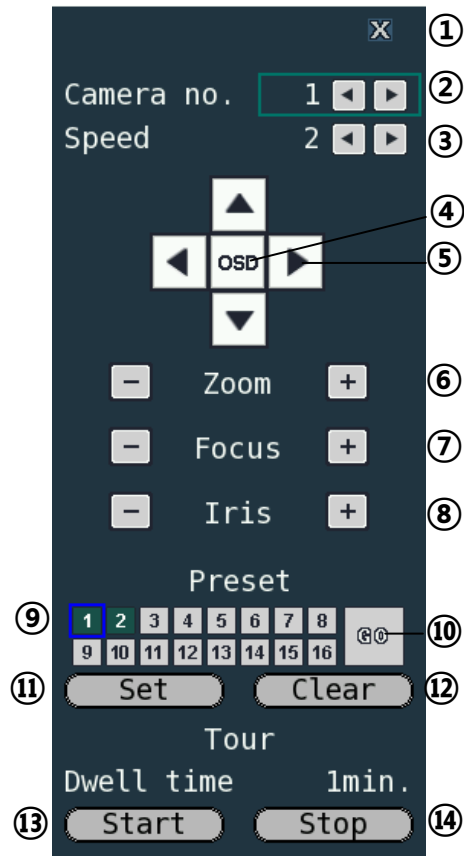 X ①
Camera no. 1 ②
Speed 2 ③
④
OSD ⑤
− Zoom + ⑥
− Focus + ⑦
− Iris + ⑧
Preset
⑨ 1 2 3 4 5 6 7 8
GO ⑩
9 10 11 12 13 14 15 16
⑪ Set Clear ⑫
Tour
Dwell time 1min.
⑬ Start Stop ⑭